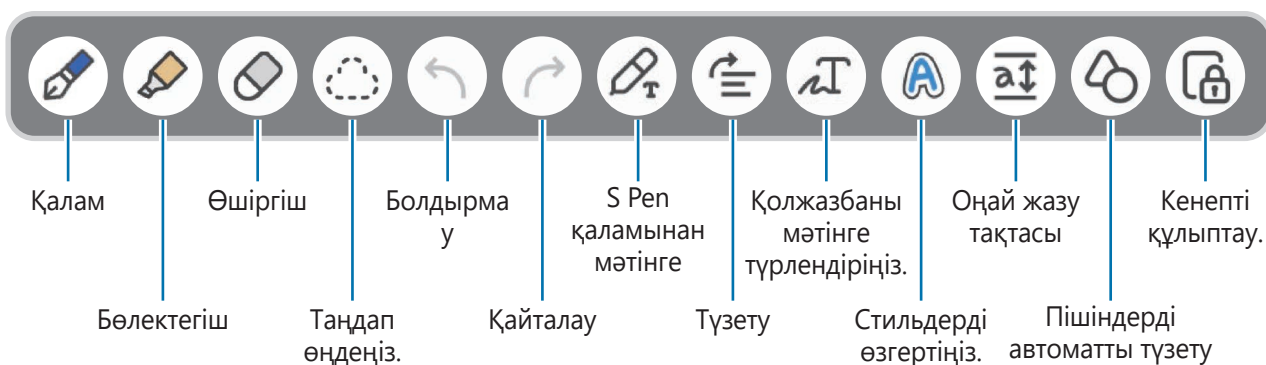 Қалам
Өшіргіш
Болдырма
у
S Pen
қаламынан
мәтінге
Қолжазбаны
мәтінге
түрлендіріңіз.
Оңай жазу
тақтасы
Кенепті
құлыптау.
Бөлектегіш
Таңдап
өңдеңіз.
Қайталау
Түзету
Стильдерді
өзгертіңіз.
Пішіндерді
автоматты түзету